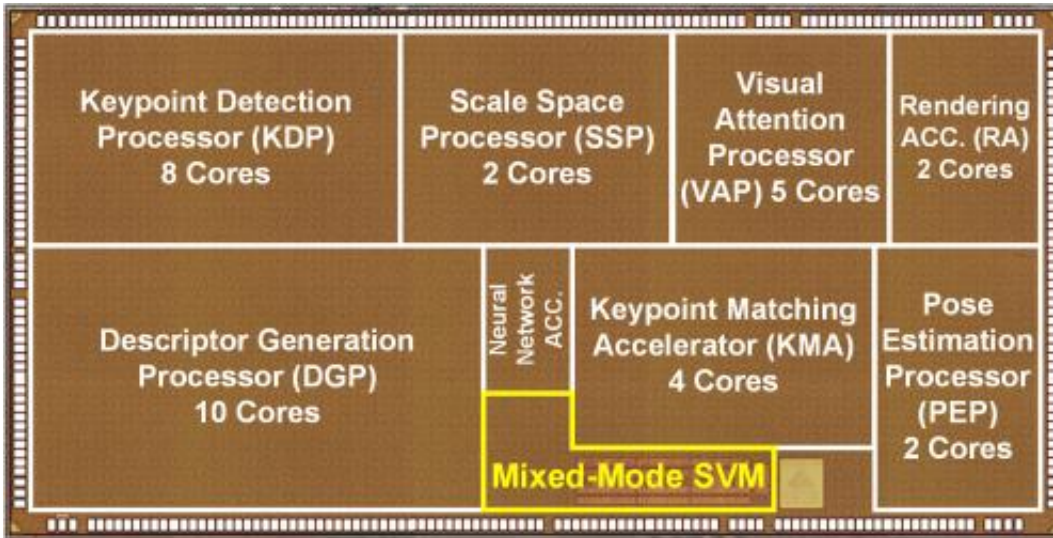 Keypoint Detection
Processor (KDP)
8 Cores
Scale Space
Processor (SSP)
2 Cores
Visual
Attention
Processor
(VAP) 5 Cores
Rendering
ACC. (RA)
2 Cores
Descriptor Generation
Processor (DGP)
10 Cores
Neural
Network
ACC.
Keypoint Matching
Accelerator (KMA)
4 Cores
Pose
Estimation
Processor
(PEP)
2 Cores
Mixed-Mode SVM